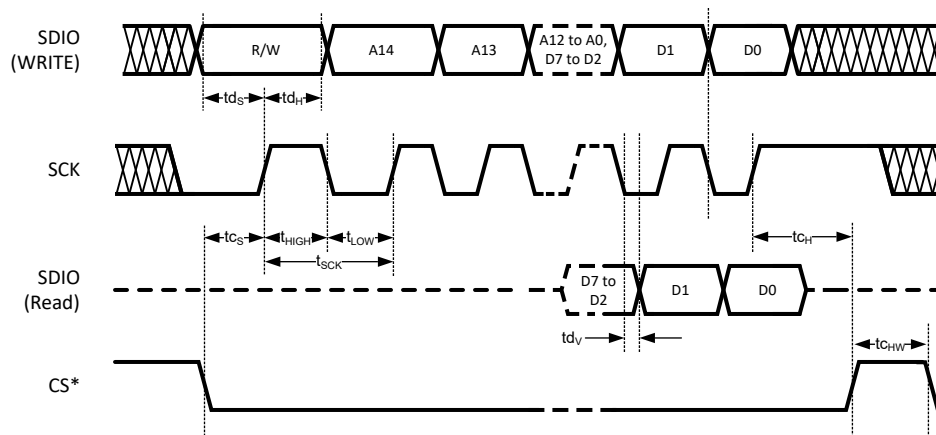 SDIO
(WRITE)
R/W
A14
A13
A12 to A0,
D7 to D2
D1
D0
tdS
tdH
SCK
tcS
tHIGH
tLOW
tcH
tSCK
SDIO
(Read)
D7 to
D2
D1
D0
tdV
tcHW
CS*